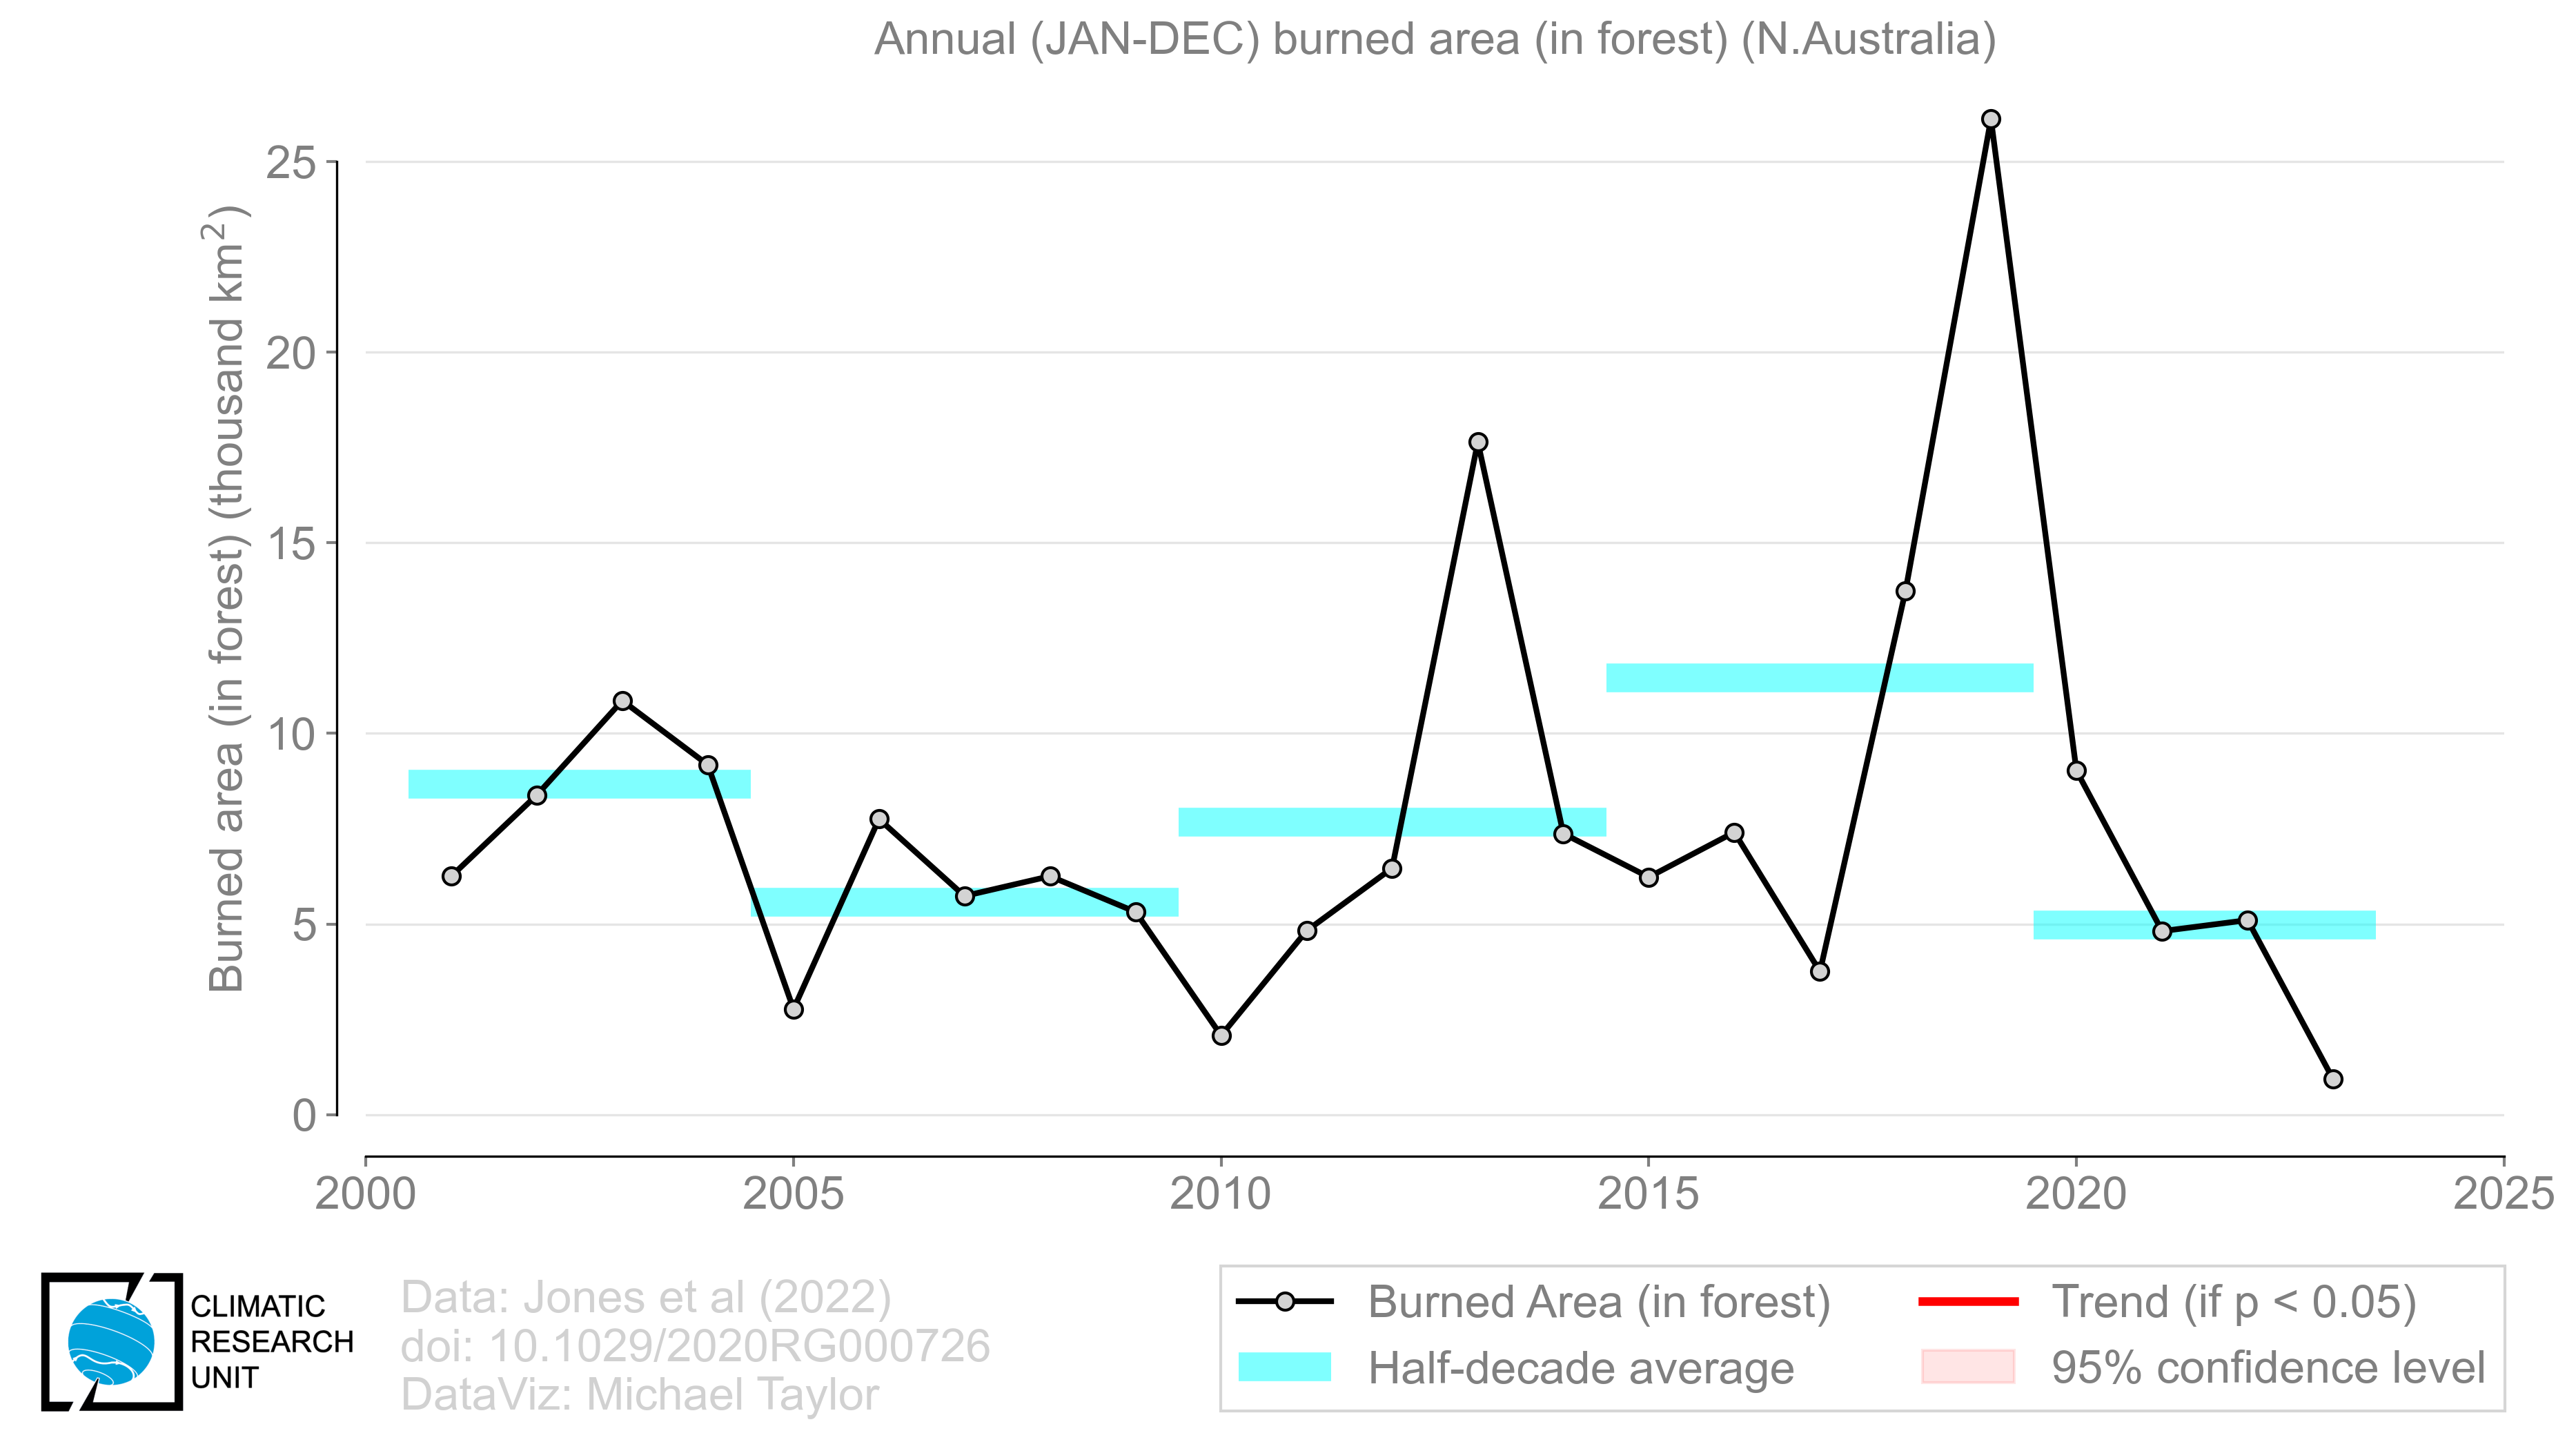 Annual (JAN-DEC) burned area (in forest) (N.Australia)
Burned area (in forest) (thousand km²)
25
20
15
10
5
0
2000 2005 2010 2015 2020 2025
CLIMATIC
RESEARCH
UNIT
Data: Jones et al (2022)
doi: 10.1029/2020RG000726
DataViz: Michael Taylor
Burned Area (in forest)
Half-decade average
Trend (if p < 0.05)
95% confidence level